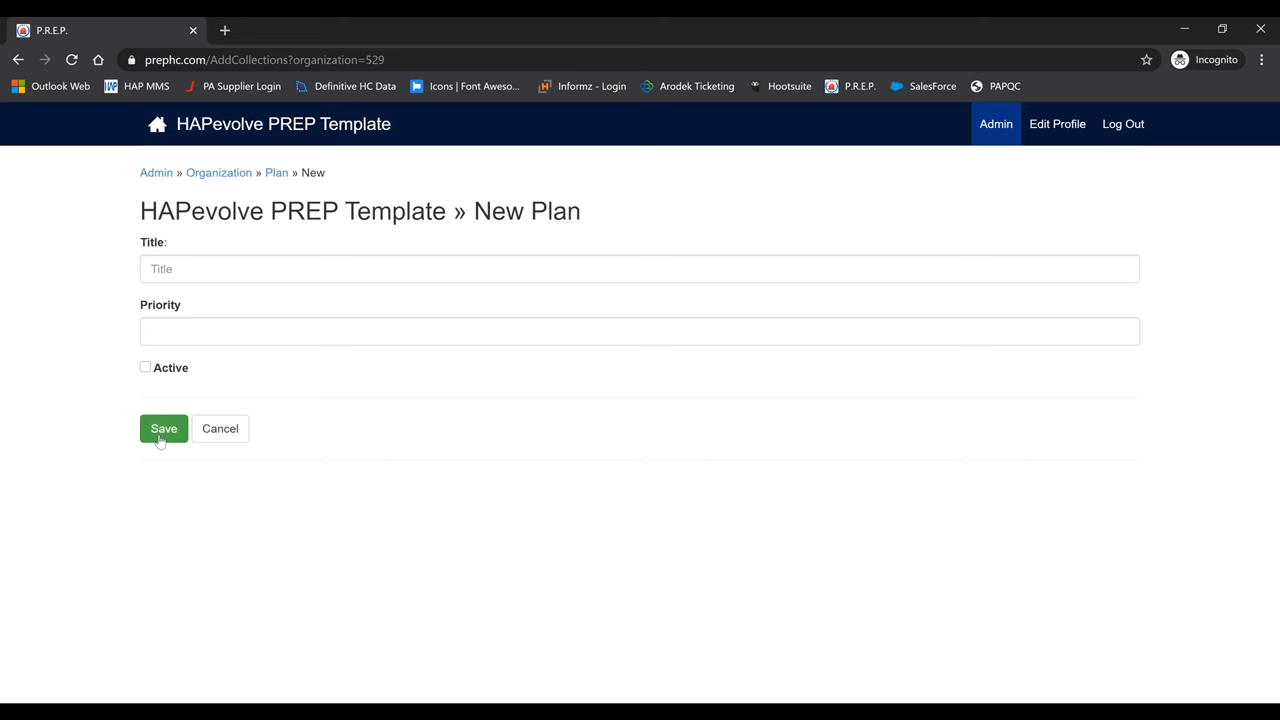 P.R.E.P.
prephc.com/AddCollections?organization=529
Incognito
Outlook Web HAP MMS PA Supplier Login Definitive HC Data Icons | Font Aweso... Informz - Login Arodek Ticketing Hootsuite P.R.E.P. SalesForce PAPQC
HAPevolve PREP Template Admin Edit Profile Log Out
Admin » Organization » Plan » New
HAPevolve PREP Template » New Plan
Title:
Title
Priority
Active
Save Cancel